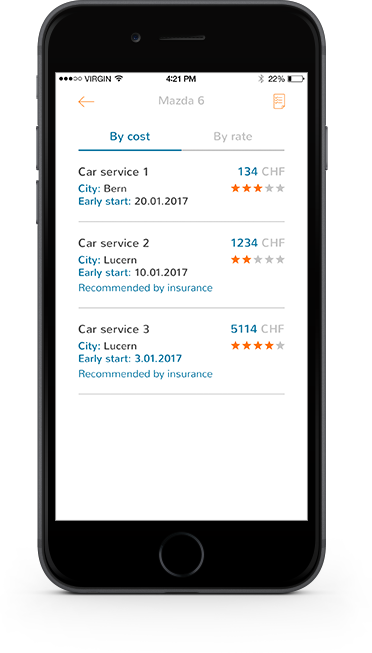 VIRGIN 4:21 PM 22%
Mazda 6
By cost By rate
Car service 1 134 CHF
City: Bern
Early start: 20.01.2017
Car service 2 1234 CHF
City: Lucern
Early start: 10.01.2017
Recommended by insurance
Car service 3 5114 CHF
City: Lucern
Early start: 3.01.2017
Recommended by insurance